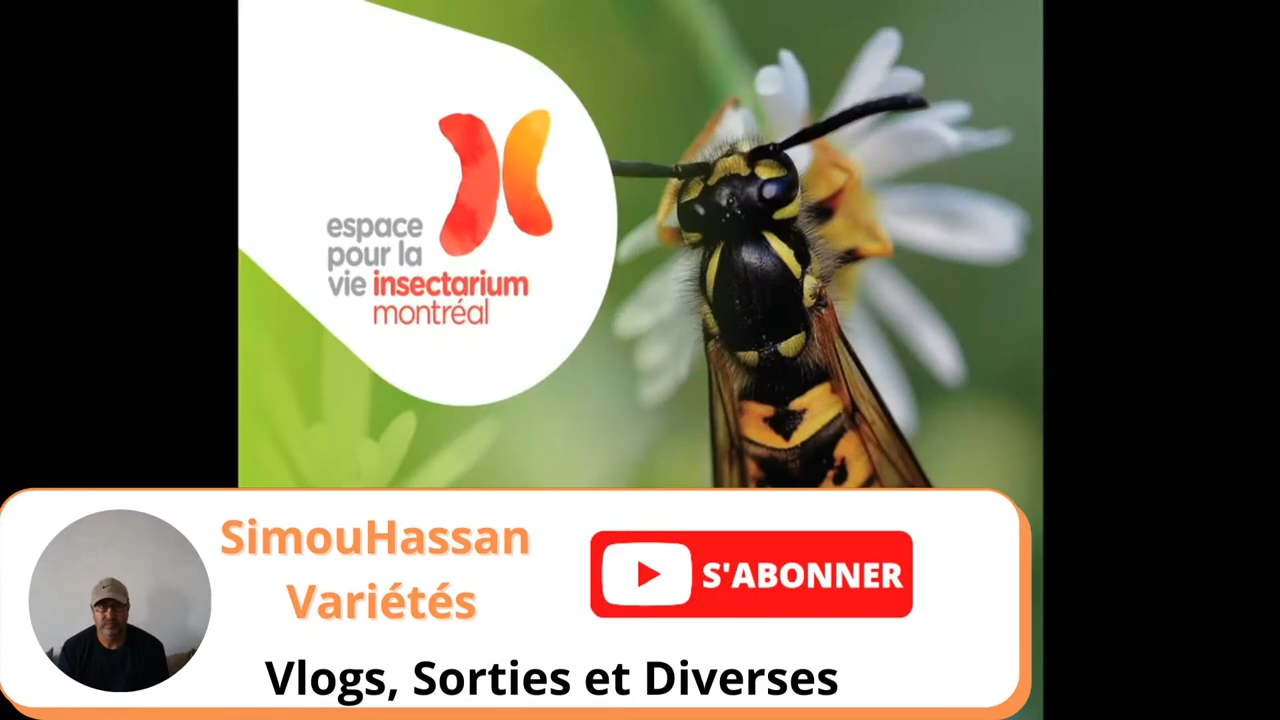 espace
pour la
vie insectarium
montréal
SimouHassan
Variétés
S'ABONNER
Vlogs, Sorties et Diverses